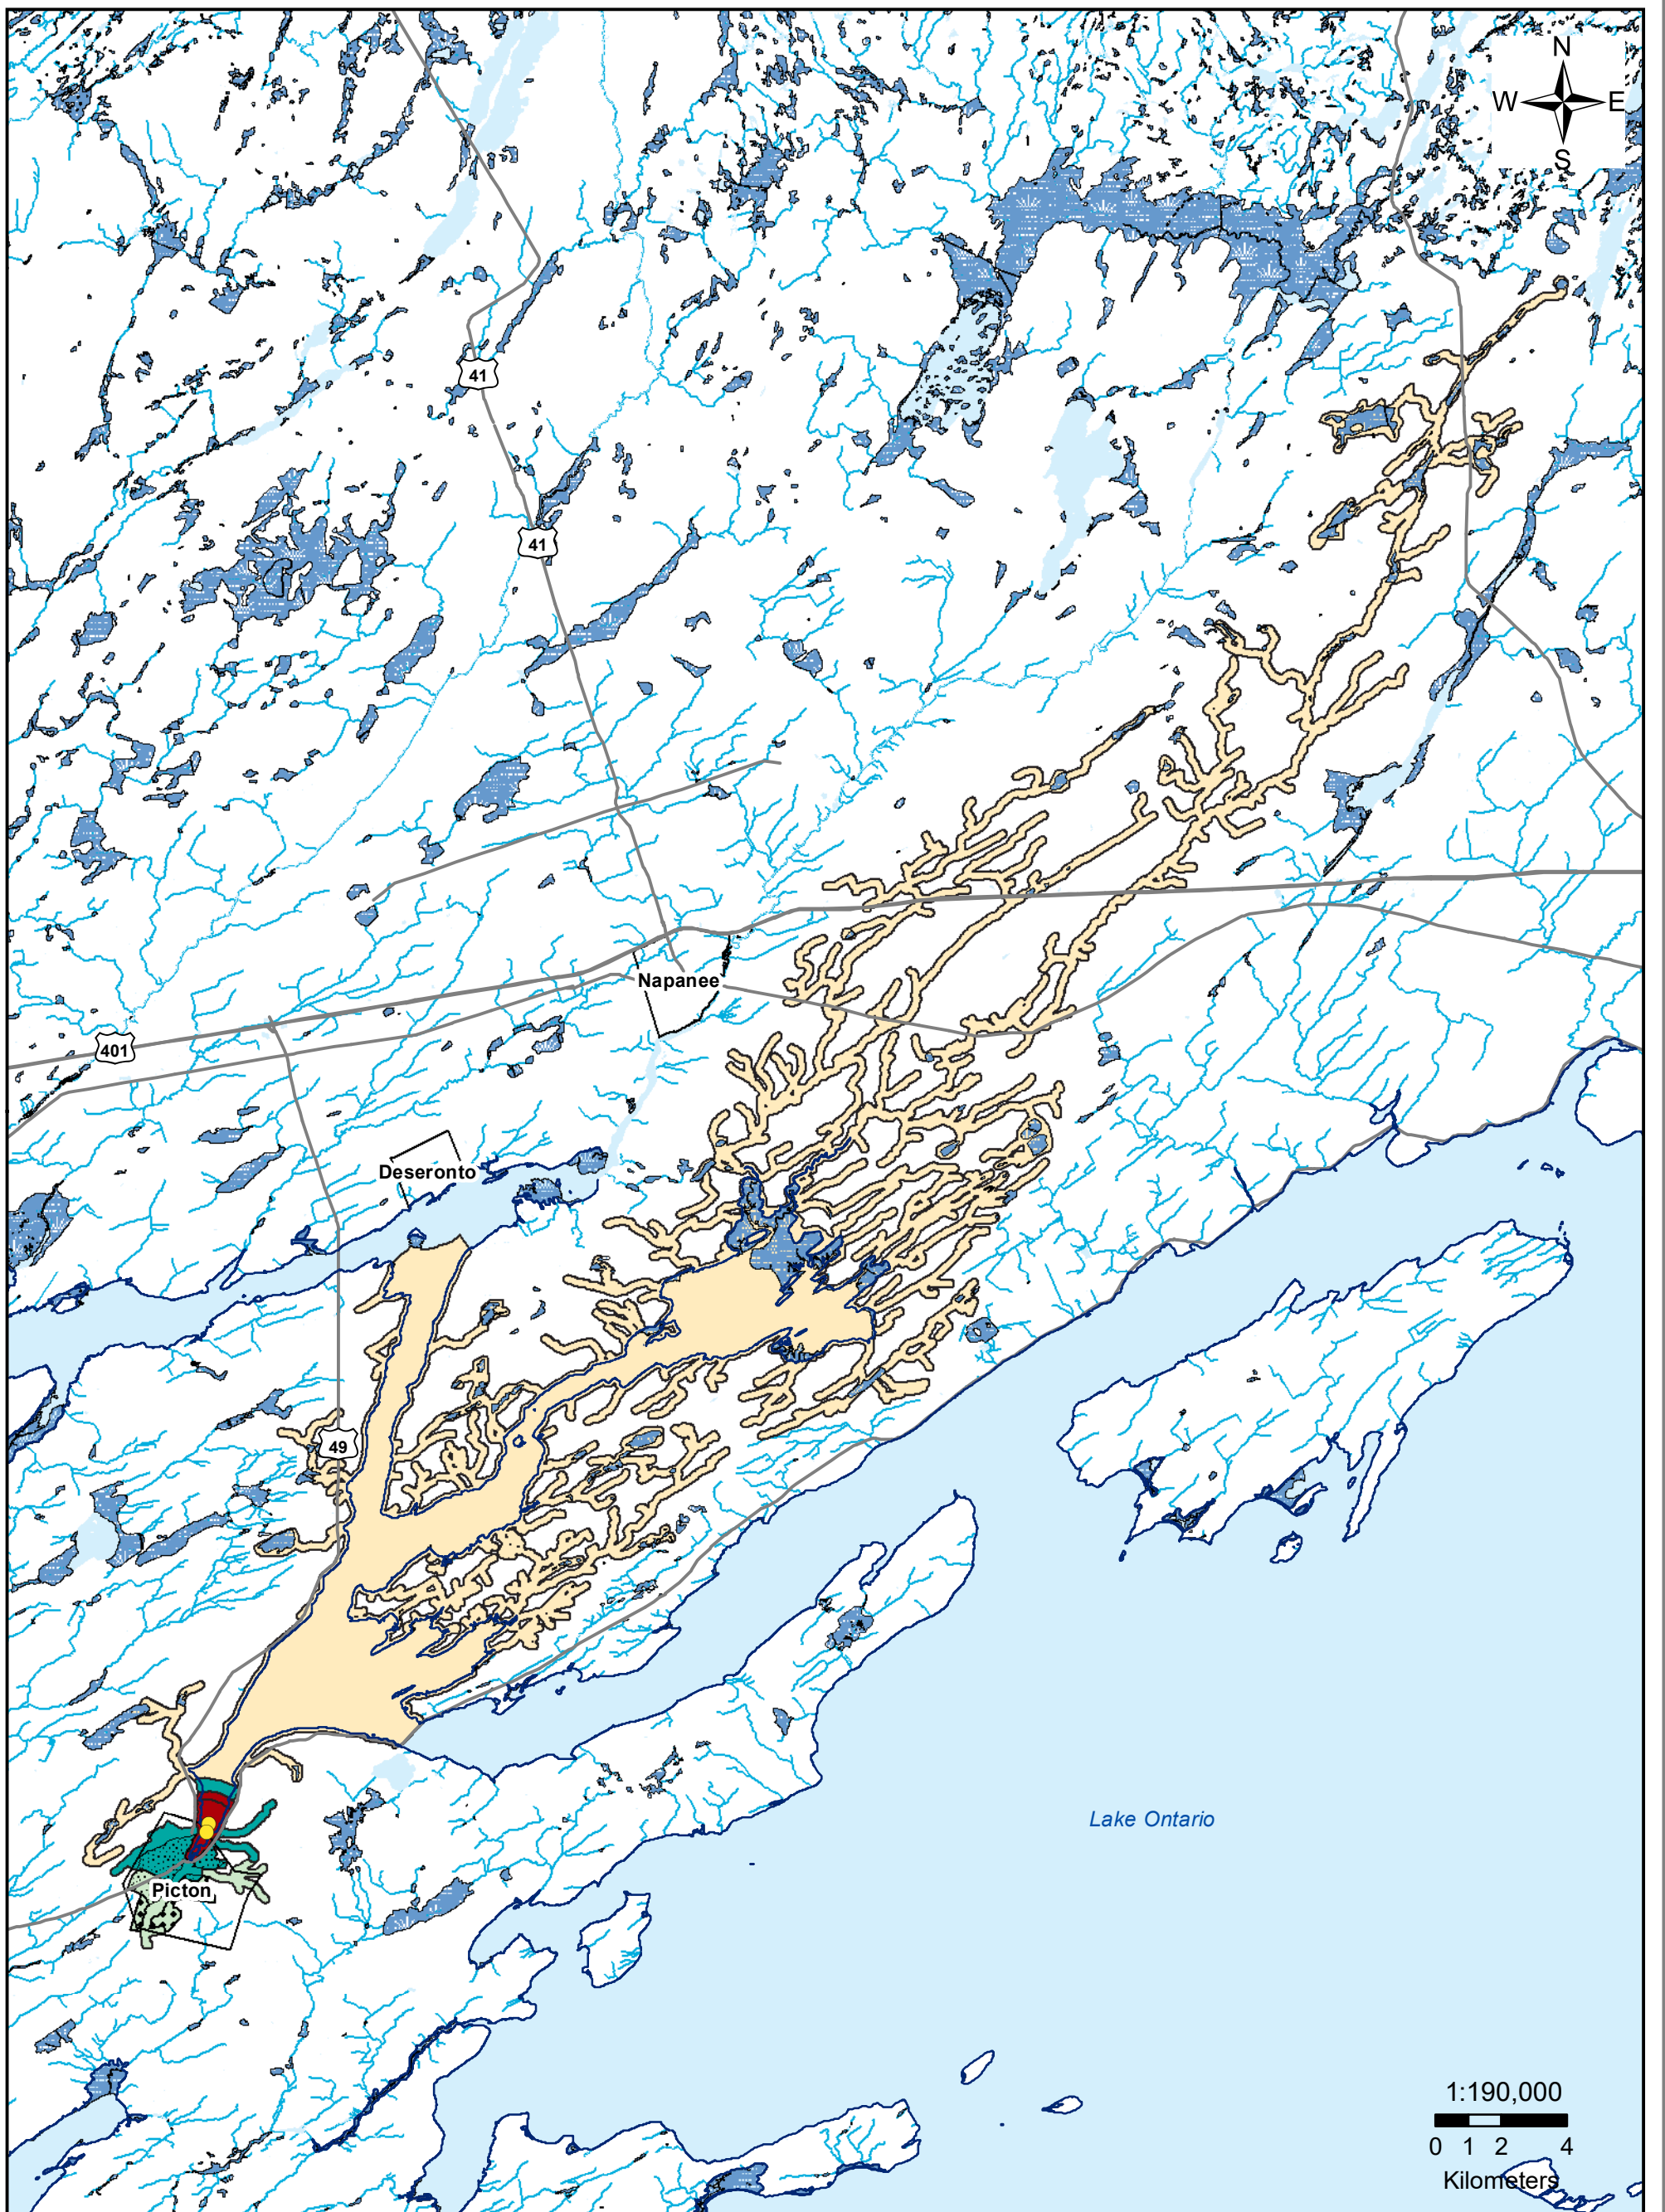 N
W E
S
41
41
Napanee
401
Deseronto
49
Lake Ontario
Picton
1:190,000
0 1 2 4
Kilometers